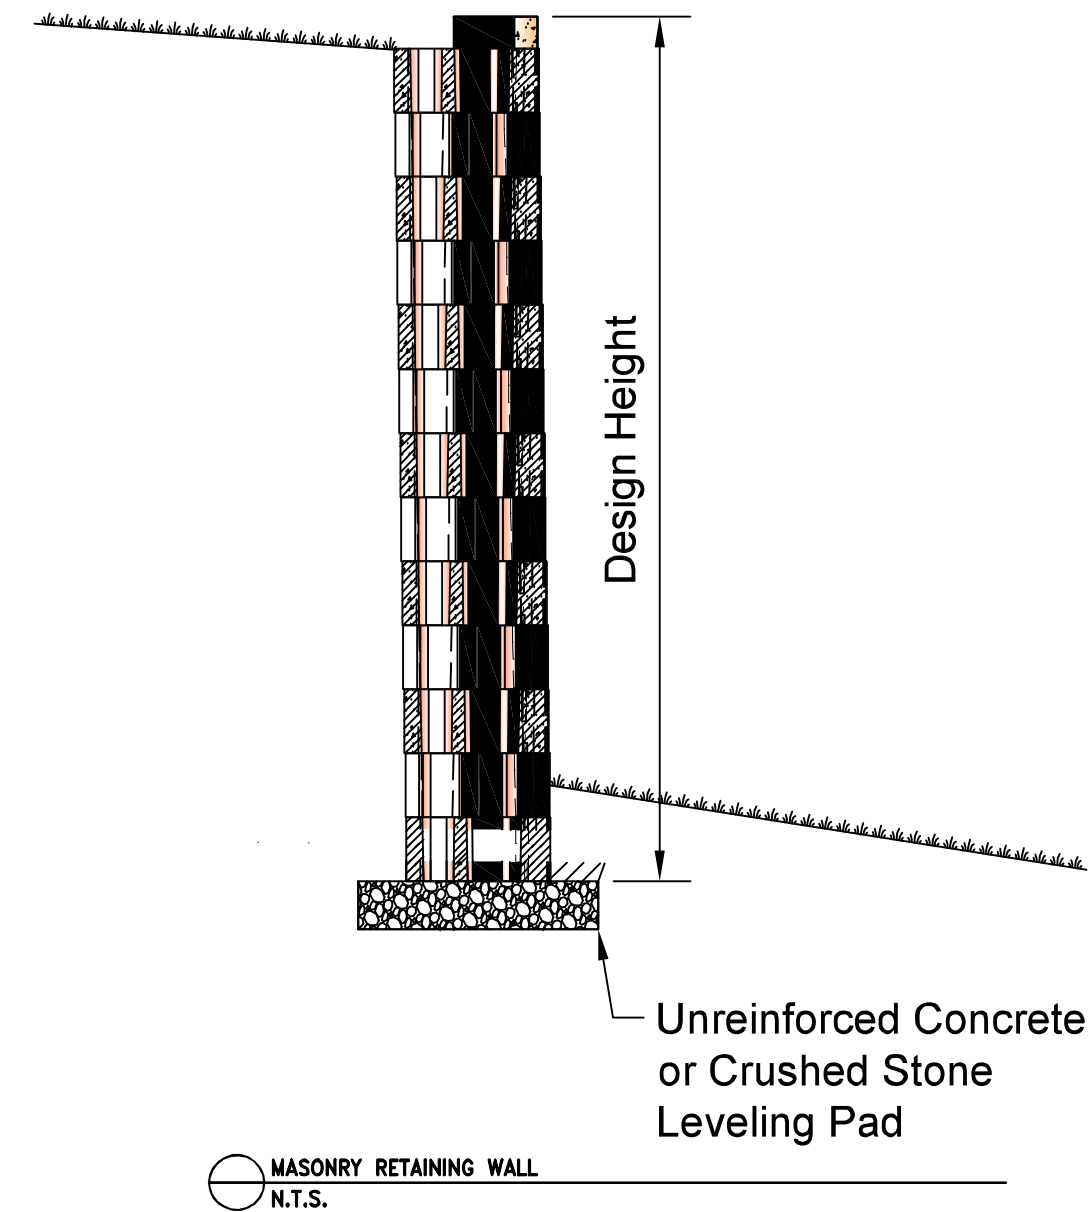 Design Height
Unreinforced Concrete
or Crushed Stone
Leveling Pad
MASONRY RETAINING WALL
N.T.S.